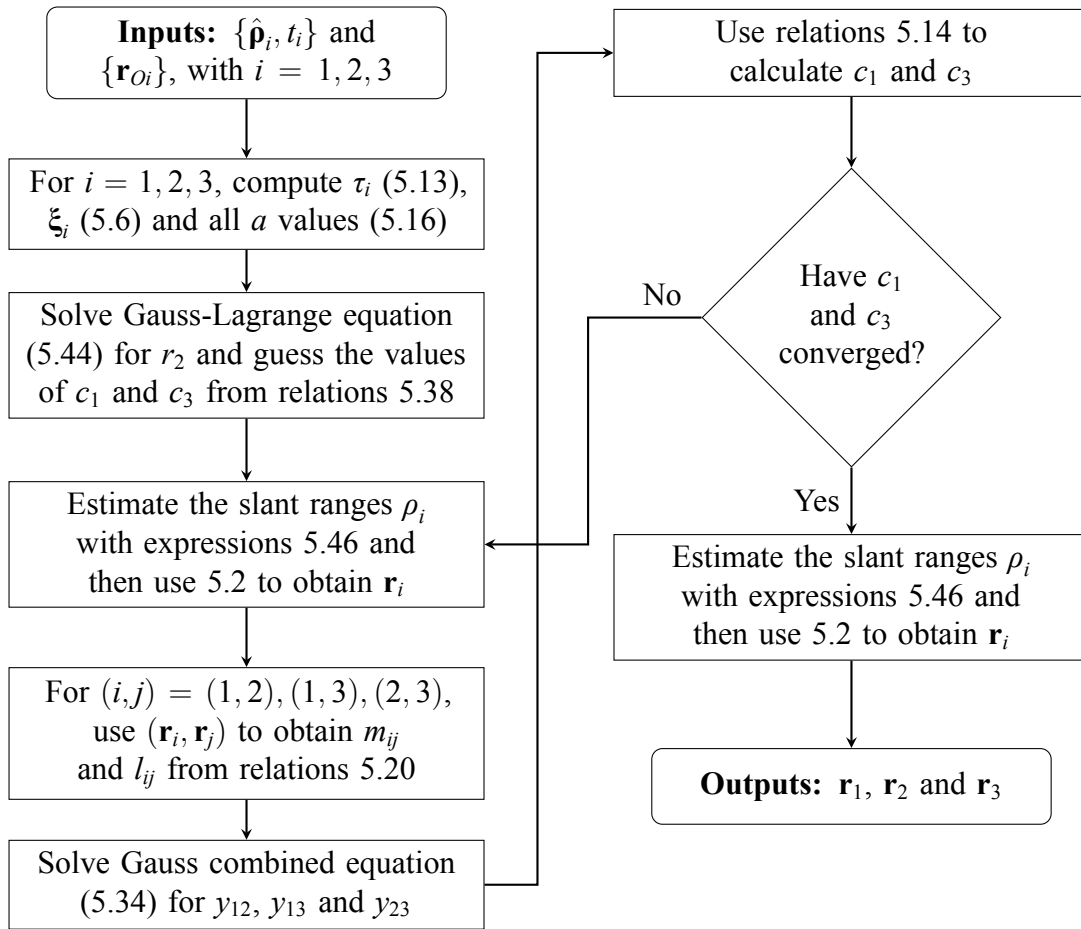 Inputs: {ρ̂ᵢ, tᵢ} and
{r_Oi}, with i = 1, 2, 3
For i = 1, 2, 3, compute τᵢ (5.13),
ξᵢ (5.6) and all a values (5.16)
Solve Gauss-Lagrange equation
(5.44) for r₂ and guess the values
of c₁ and c₃ from relations 5.38
Estimate the slant ranges ρᵢ
with expressions 5.46 and
then use 5.2 to obtain rᵢ
For (i, j) = (1, 2), (1, 3), (2, 3),
use (rᵢ, rⱼ) to obtain mᵢⱼ
and lᵢⱼ from relations 5.20
Solve Gauss combined equation
(5.34) for y₁₂, y₁₃ and y₂₃
Use relations 5.14 to
calculate c₁ and c₃
Have c₁
and c₃
converged?
No
Yes
Estimate the slant ranges ρᵢ
with expressions 5.46 and
then use 5.2 to obtain rᵢ
Outputs: r₁, r₂ and r₃